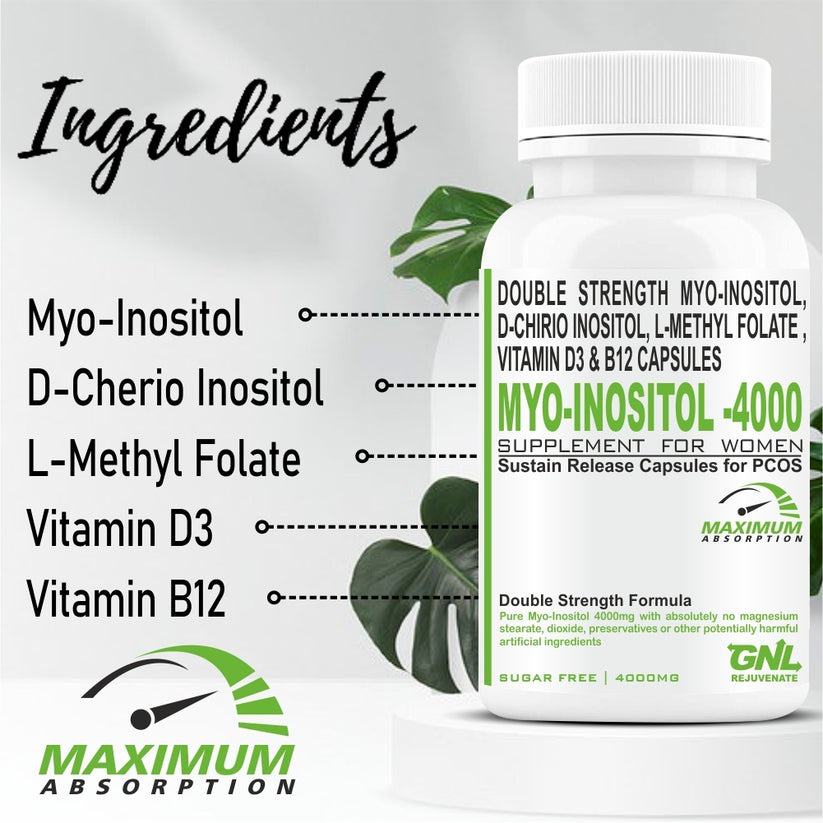 Ingredients
Myo-Inositol
D-Cherio Inositol
L-Methyl Folate
Vitamin D3
Vitamin B12
MAXIMUM
ABSORPTION
DOUBLE STRENGTH MYO-INOSITOL,
D-CHIRIO INOSITOL, L-METHYL FOLATE ,
VITAMIN D3 & B12 CAPSULES
MYO-INOSITOL -4000
SUPPLEMENT FOR WOMEN
Sustain Release Capsules for PCOS
MAXIMUM
ABSORPTION
Double Strength Formula
Pure Myo-Inositol 4000mg with absolutely no magnesium
stearate, dioxide, preservatives or other potentially harmful
artificial ingredients
GNL
REJUVENATE
SUGAR FREE | 4000MG